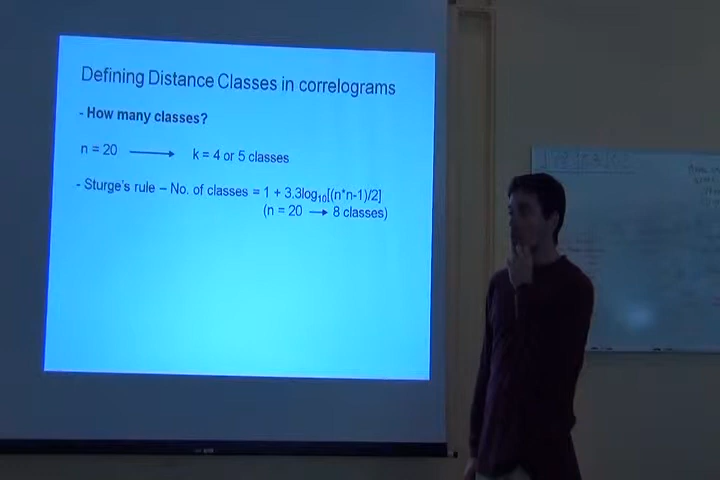 Defining Distance Classes in correlograms
- How many classes?
n = 20 ⟶ k = 4 or 5 classes
- Sturge's rule – No. of classes = 1 + 3.3log10[(n*n-1)/2]
(n = 20 → 8 classes)